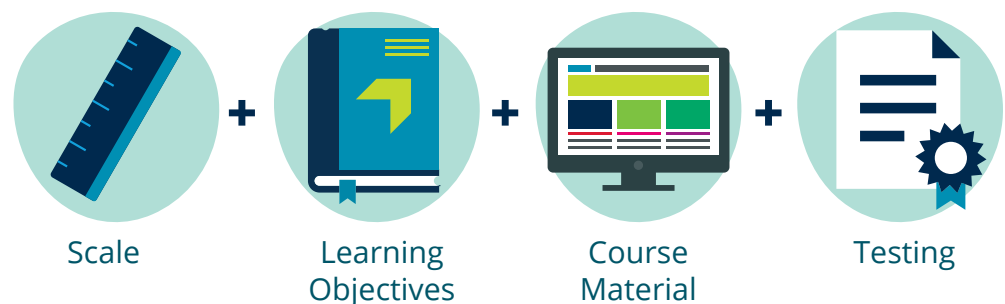 + + +
Scale
Learning
Objectives
Course
Material
Testing